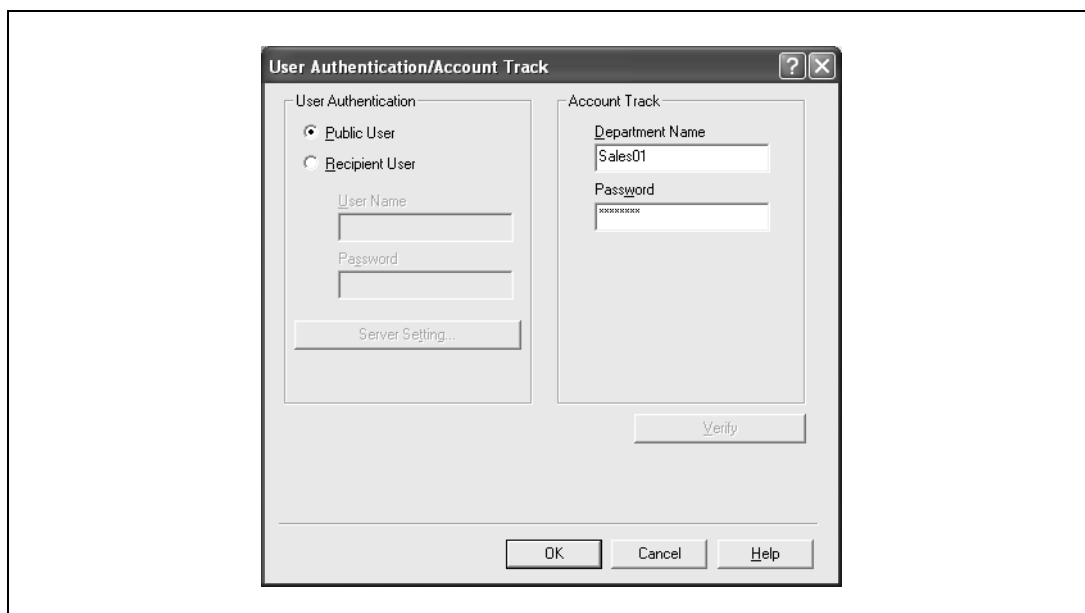 User Authentication/Account Track
User Authentication
Public User
Recipient User
User Name
Password
Server Setting...
Account Track
Department Name
Sales01
Password
********
Verify
OK
Cancel
Help